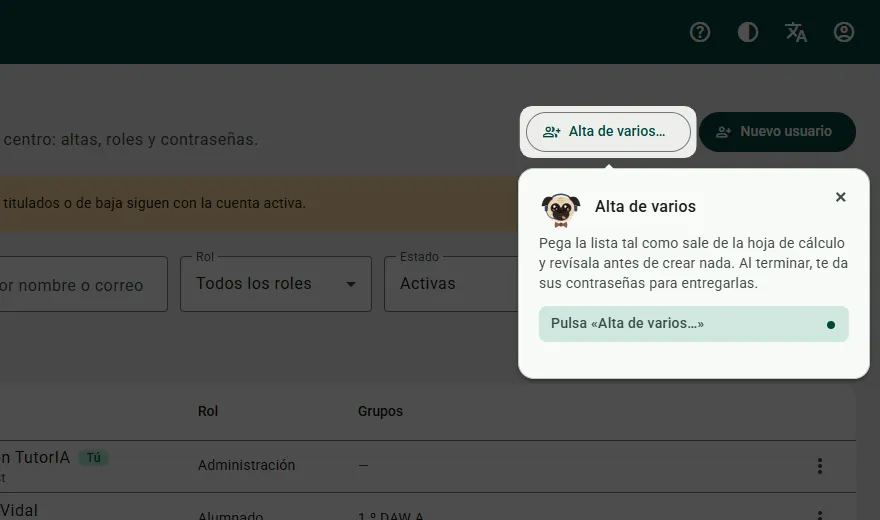 centro: altas, roles y contraseñas.
Alta de varios…
Nuevo usuario
titulados o de baja siguen con la cuenta activa.
Alta de varios
Pega la lista tal como sale de la hoja de cálculo
y revísala antes de crear nada. Al terminar, te da
sus contraseñas para entregarlas.
Pulsa «Alta de varios…»
or nombre o correo
Rol
Todos los roles
Estado
Activas
Rol
Grupos
n TutorIA
Tú
Administración
—
Vidal
Alumnado
1.º DAW A